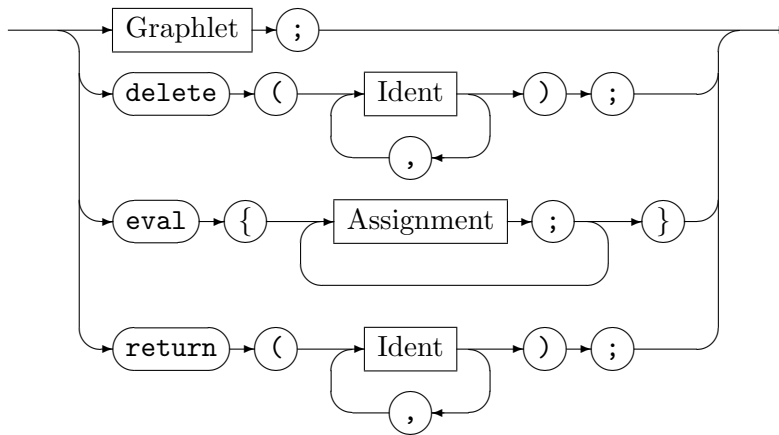 Graphlet ;
delete ( Ident ) ;
,
eval { Assignment ; }
return ( Ident ) ;
,